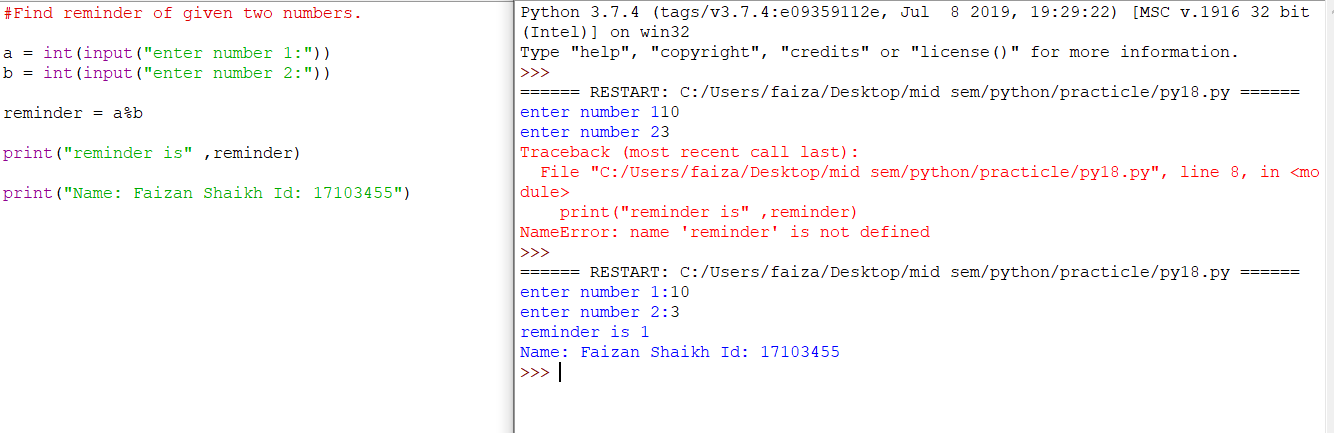 #Find reminder of given two numbers.
a = int(input("enter number 1:"))
b = int(input("enter number 2:"))
reminder = a%b
print("reminder is" ,reminder)
print("Name: Faizan Shaikh Id: 17103455")
Python 3.7.4 (tags/v3.7.4:e09359112e, Jul  8 2019, 19:29:22) [MSC v.1916 32 bit
(Intel)] on win32
Type "help", "copyright", "credits" or "license()" for more information.
>>>
====== RESTART: C:/Users/faiza/Desktop/mid sem/python/practicle/py18.py ======
enter number 110
enter number 23
Traceback (most recent call last):
  File "C:/Users/faiza/Desktop/mid sem/python/practicle/py18.py", line 8, in <mo
dule>
    print("reminder is" ,reminder)
NameError: name 'reminder' is not defined
>>>
====== RESTART: C:/Users/faiza/Desktop/mid sem/python/practicle/py18.py ======
enter number 1:10
enter number 2:3
reminder is 1
Name: Faizan Shaikh Id: 17103455
>>>